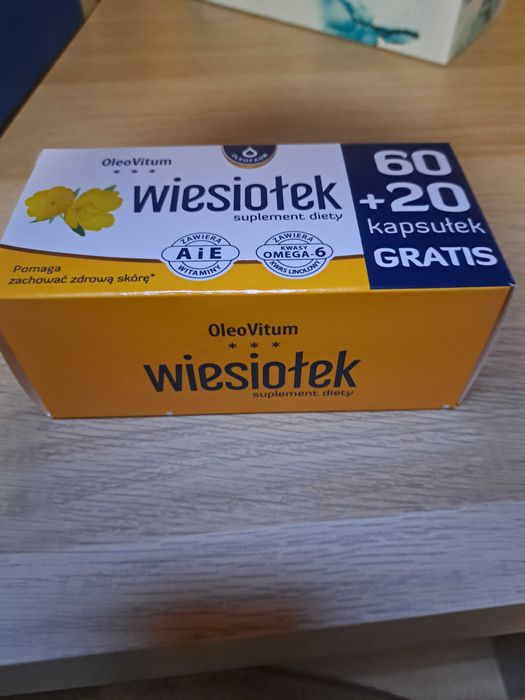 OleoVitum
* * *
wiesiołek
suplement diety
OLEOFARM
60
+20
kapsułek
GRATIS
ZAWIERA
A i E
WITAMINY
ZAWIERA
KWASY
OMEGA-6
KWAS LINOLOWY
Pomaga
zachować zdrową skórę*
OleoVitum
* * *
wiesiołek
suplement diety